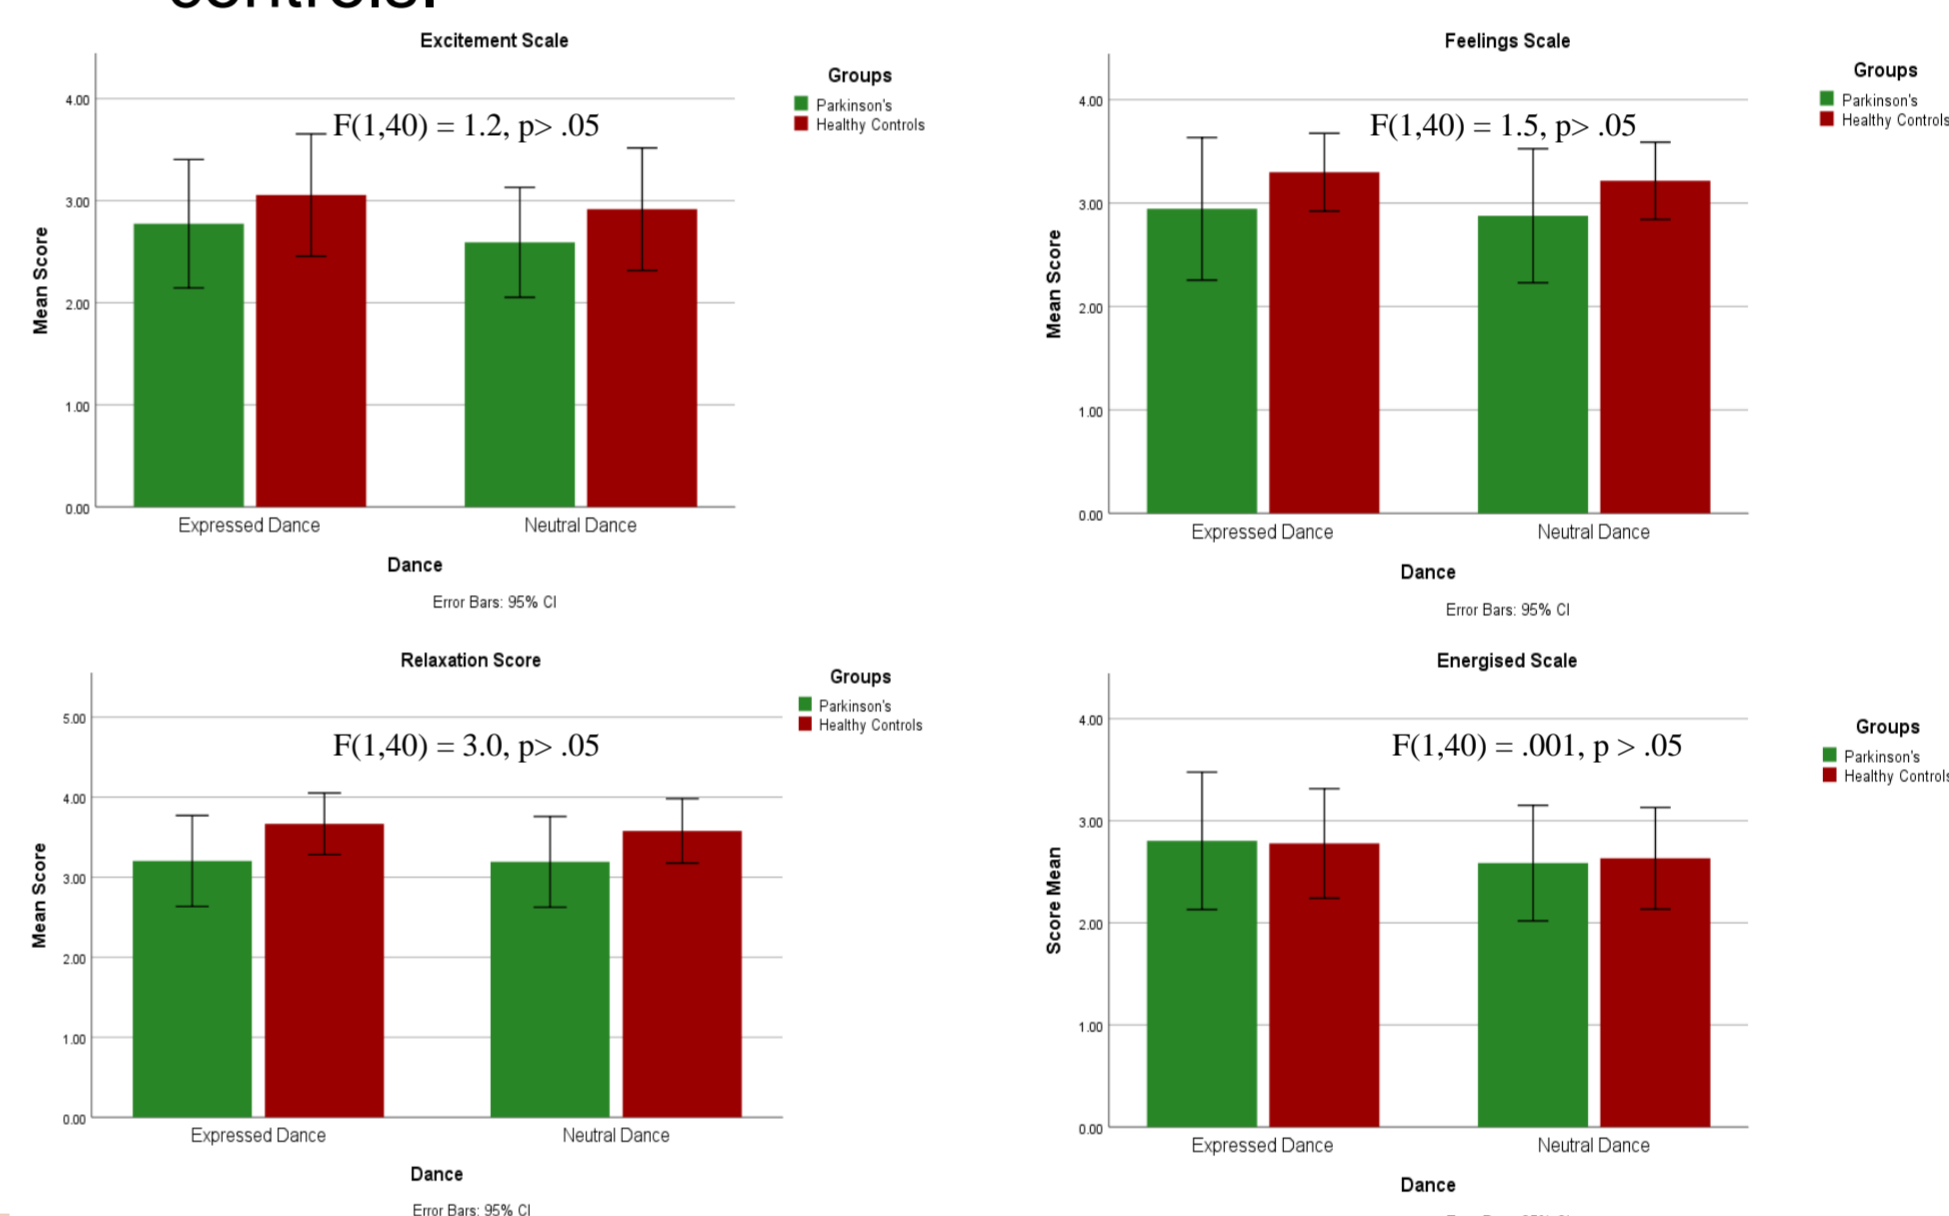 controls.
Excitement Scale
F(1,40) = 1.2, p> .05
Groups
Parkinson's
Healthy Controls
4.00
3.00
2.00
1.00
0.00
Mean Score
Expressed Dance
Neutral Dance
Dance
Error Bars: 95% CI
Feelings Scale
F(1,40) = 1.5, p> .05
Groups
Parkinson's
Healthy Controls
4.00
3.00
2.00
1.00
0.00
Mean Score
Expressed Dance
Neutral Dance
Dance
Error Bars: 95% CI
Relaxation Score
F(1,40) = 3.0, p> .05
Groups
Parkinson's
Healthy Controls
5.00
4.00
3.00
2.00
1.00
0.00
Mean Score
Expressed Dance
Neutral Dance
Dance
Error Bars: 95% CI
Energised Scale
F(1,40) = .001, p > .05
Groups
Parkinson's
Healthy Controls
4.00
3.00
2.00
1.00
0.00
Score Mean
Expressed Dance
Neutral Dance
Dance